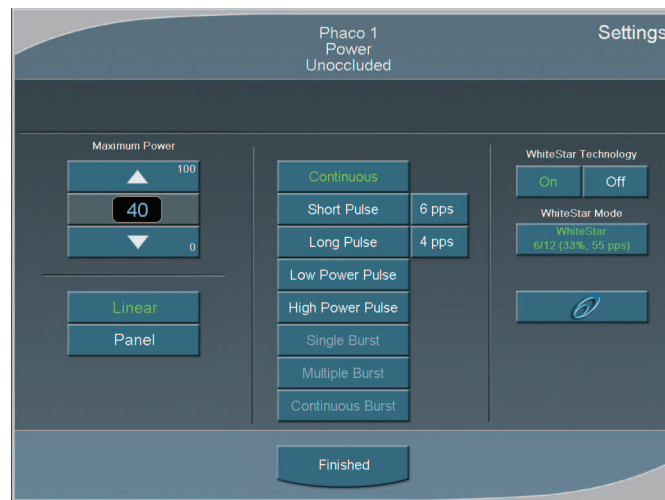 Phaco 1
Power
Unoccluded
Settings
Maximum Power
100
40
0
Linear
Panel
Continuous
Short Pulse
6 pps
Long Pulse
4 pps
Low Power Pulse
High Power Pulse
Single Burst
Multiple Burst
Continuous Burst
WhiteStar Technology
On
Off
WhiteStar Mode
WhiteStar
6/12 (33%, 55 pps)
Finished